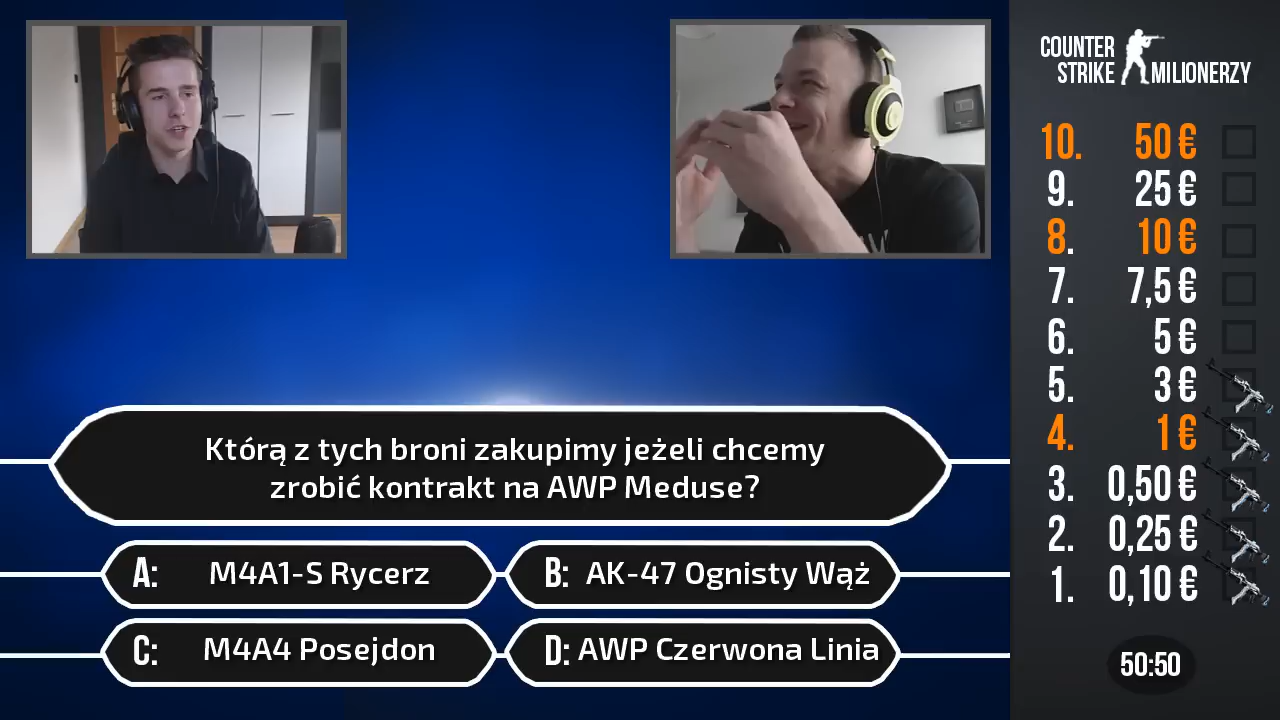 COUNTER
STRIKE MILIONERZY
10. 50 €
9. 25 €
8. 10 €
7. 7,5 €
6. 5 €
5. 3 €
4. 1 €
3. 0,50 €
2. 0,25 €
1. 0,10 €
50:50
Którą z tych broni zakupimy jeżeli chcemy
zrobić kontrakt na AWP Meduse?
A: M4A1-S Rycerz
B: AK-47 Ognisty Wąż
C: M4A4 Posejdon
D: AWP Czerwona Linia